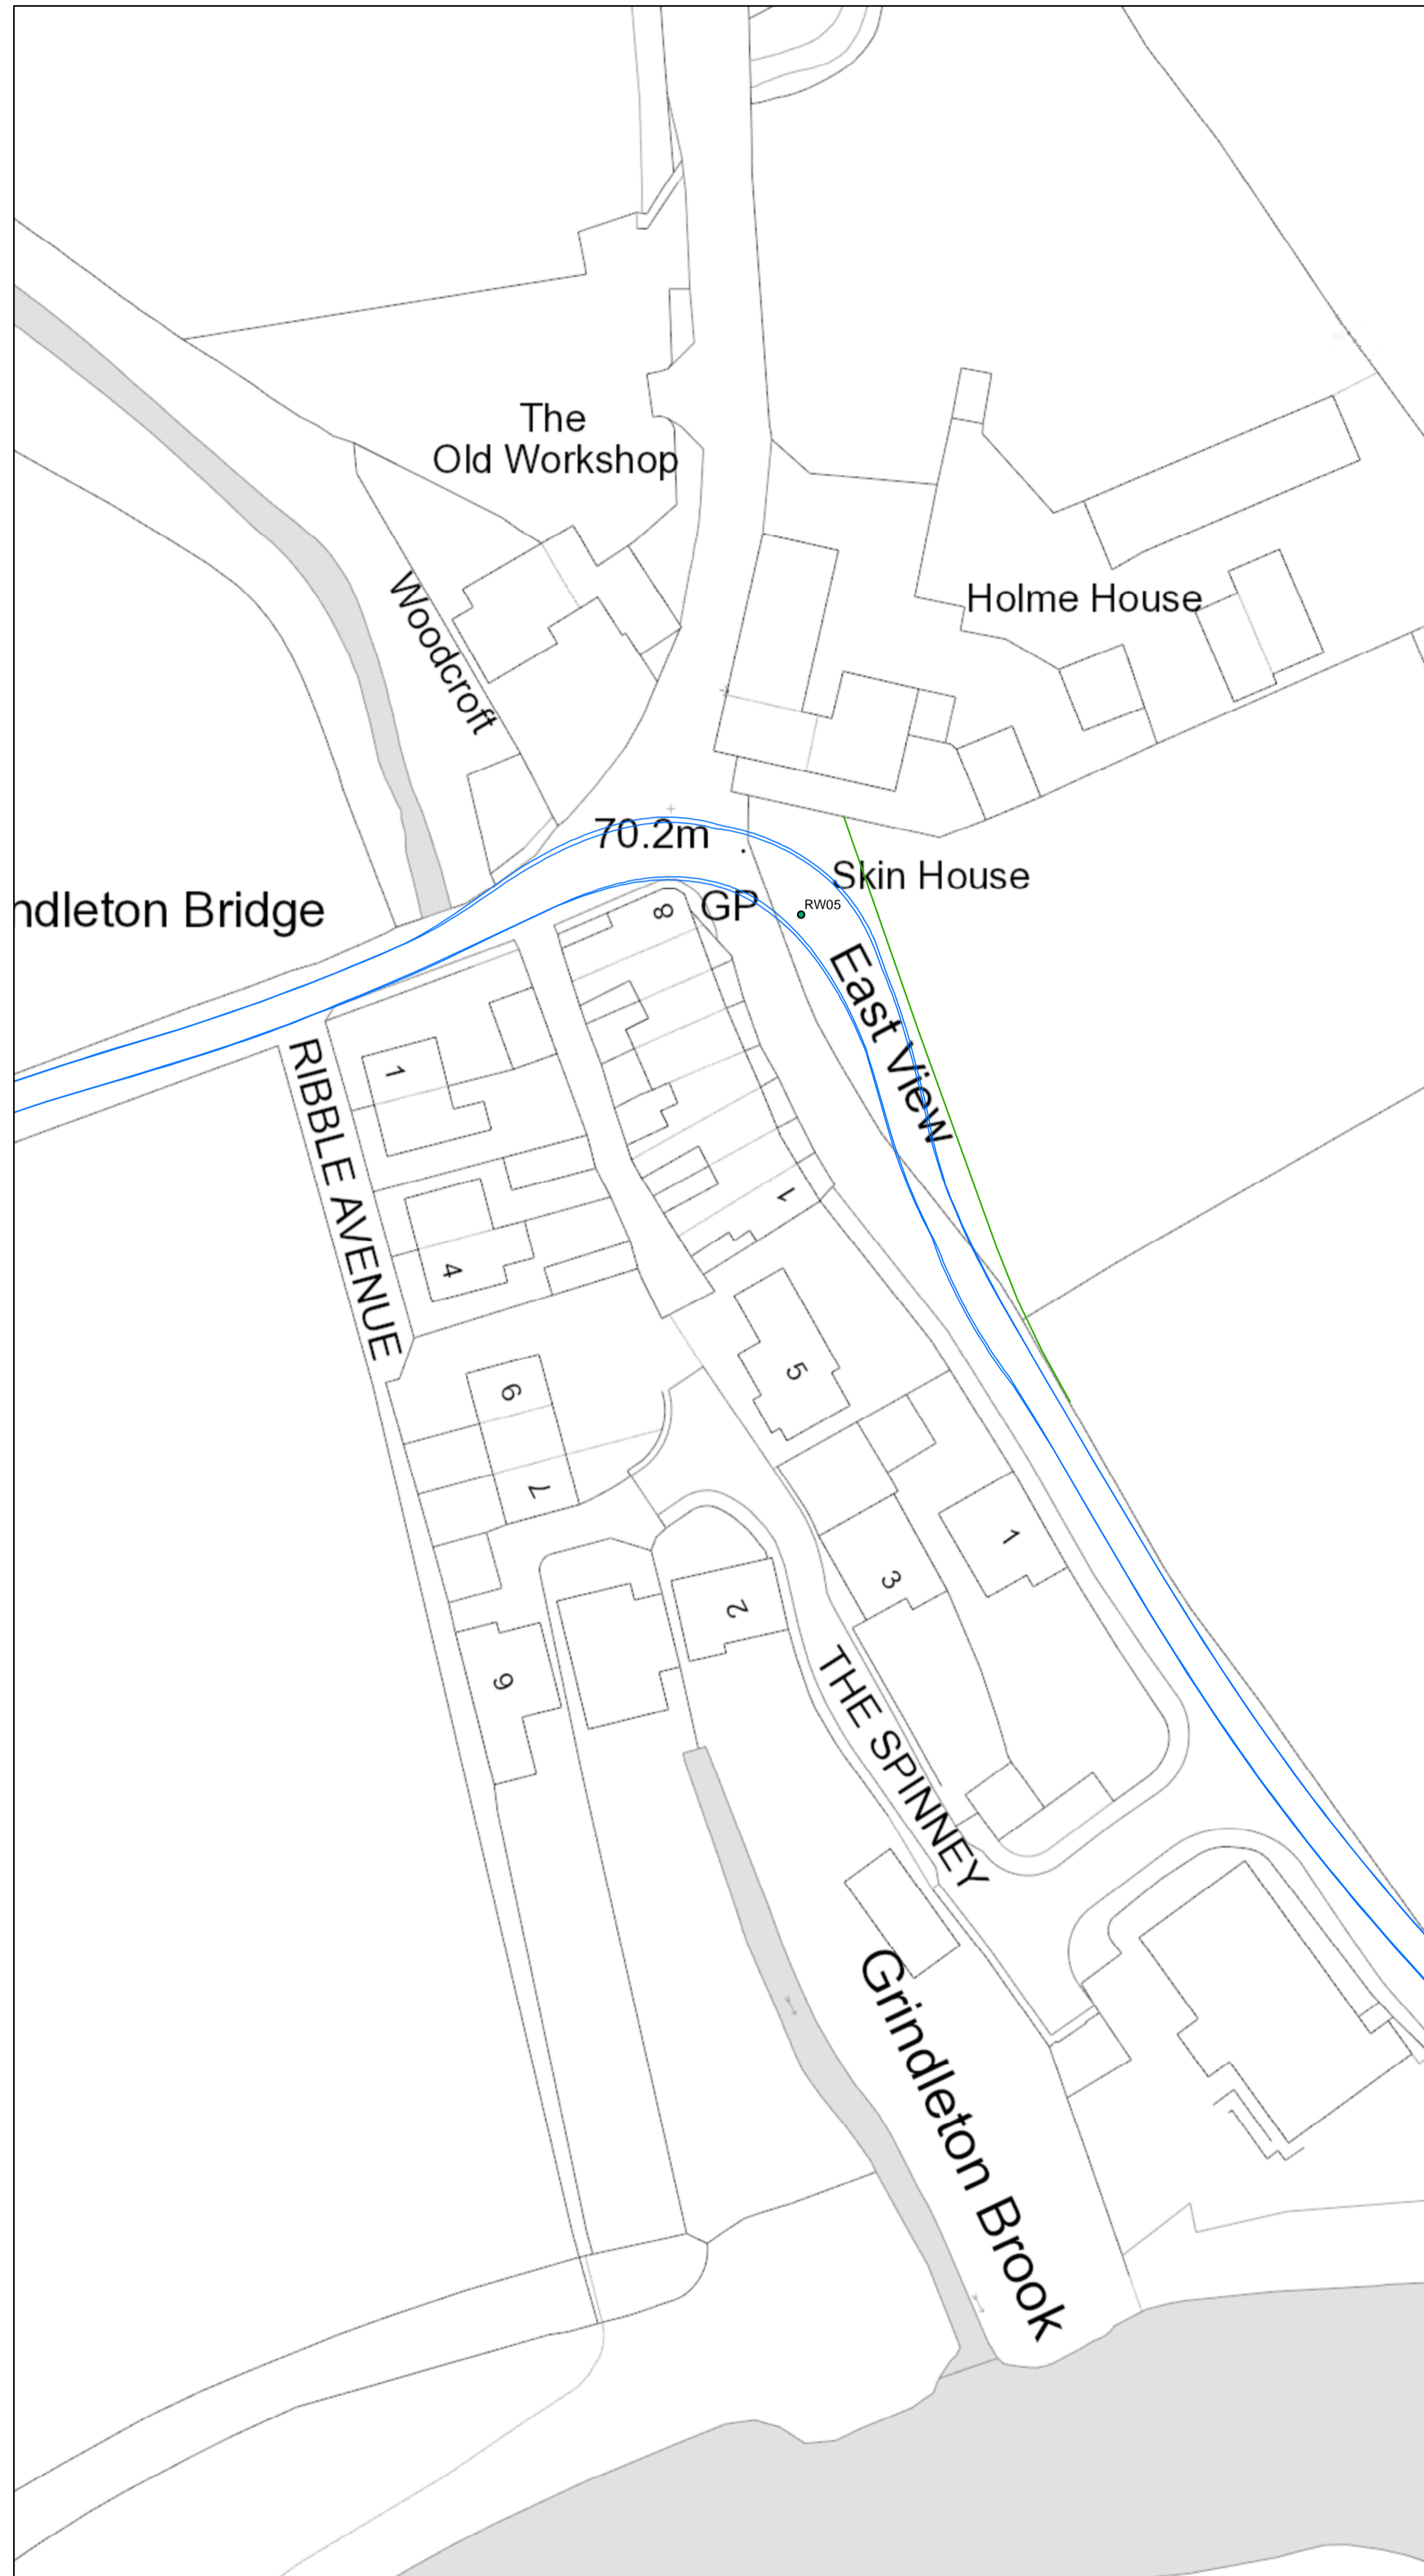 The
Old Workshop
Woodcroft
Holme House
70.2m
Skin House
ndleton Bridge
8
GP
RW05
East View
RIBBLE AVENUE
1
1
4
5
6
7
1
3
2
9
THE SPINNEY
Grindleton Brook